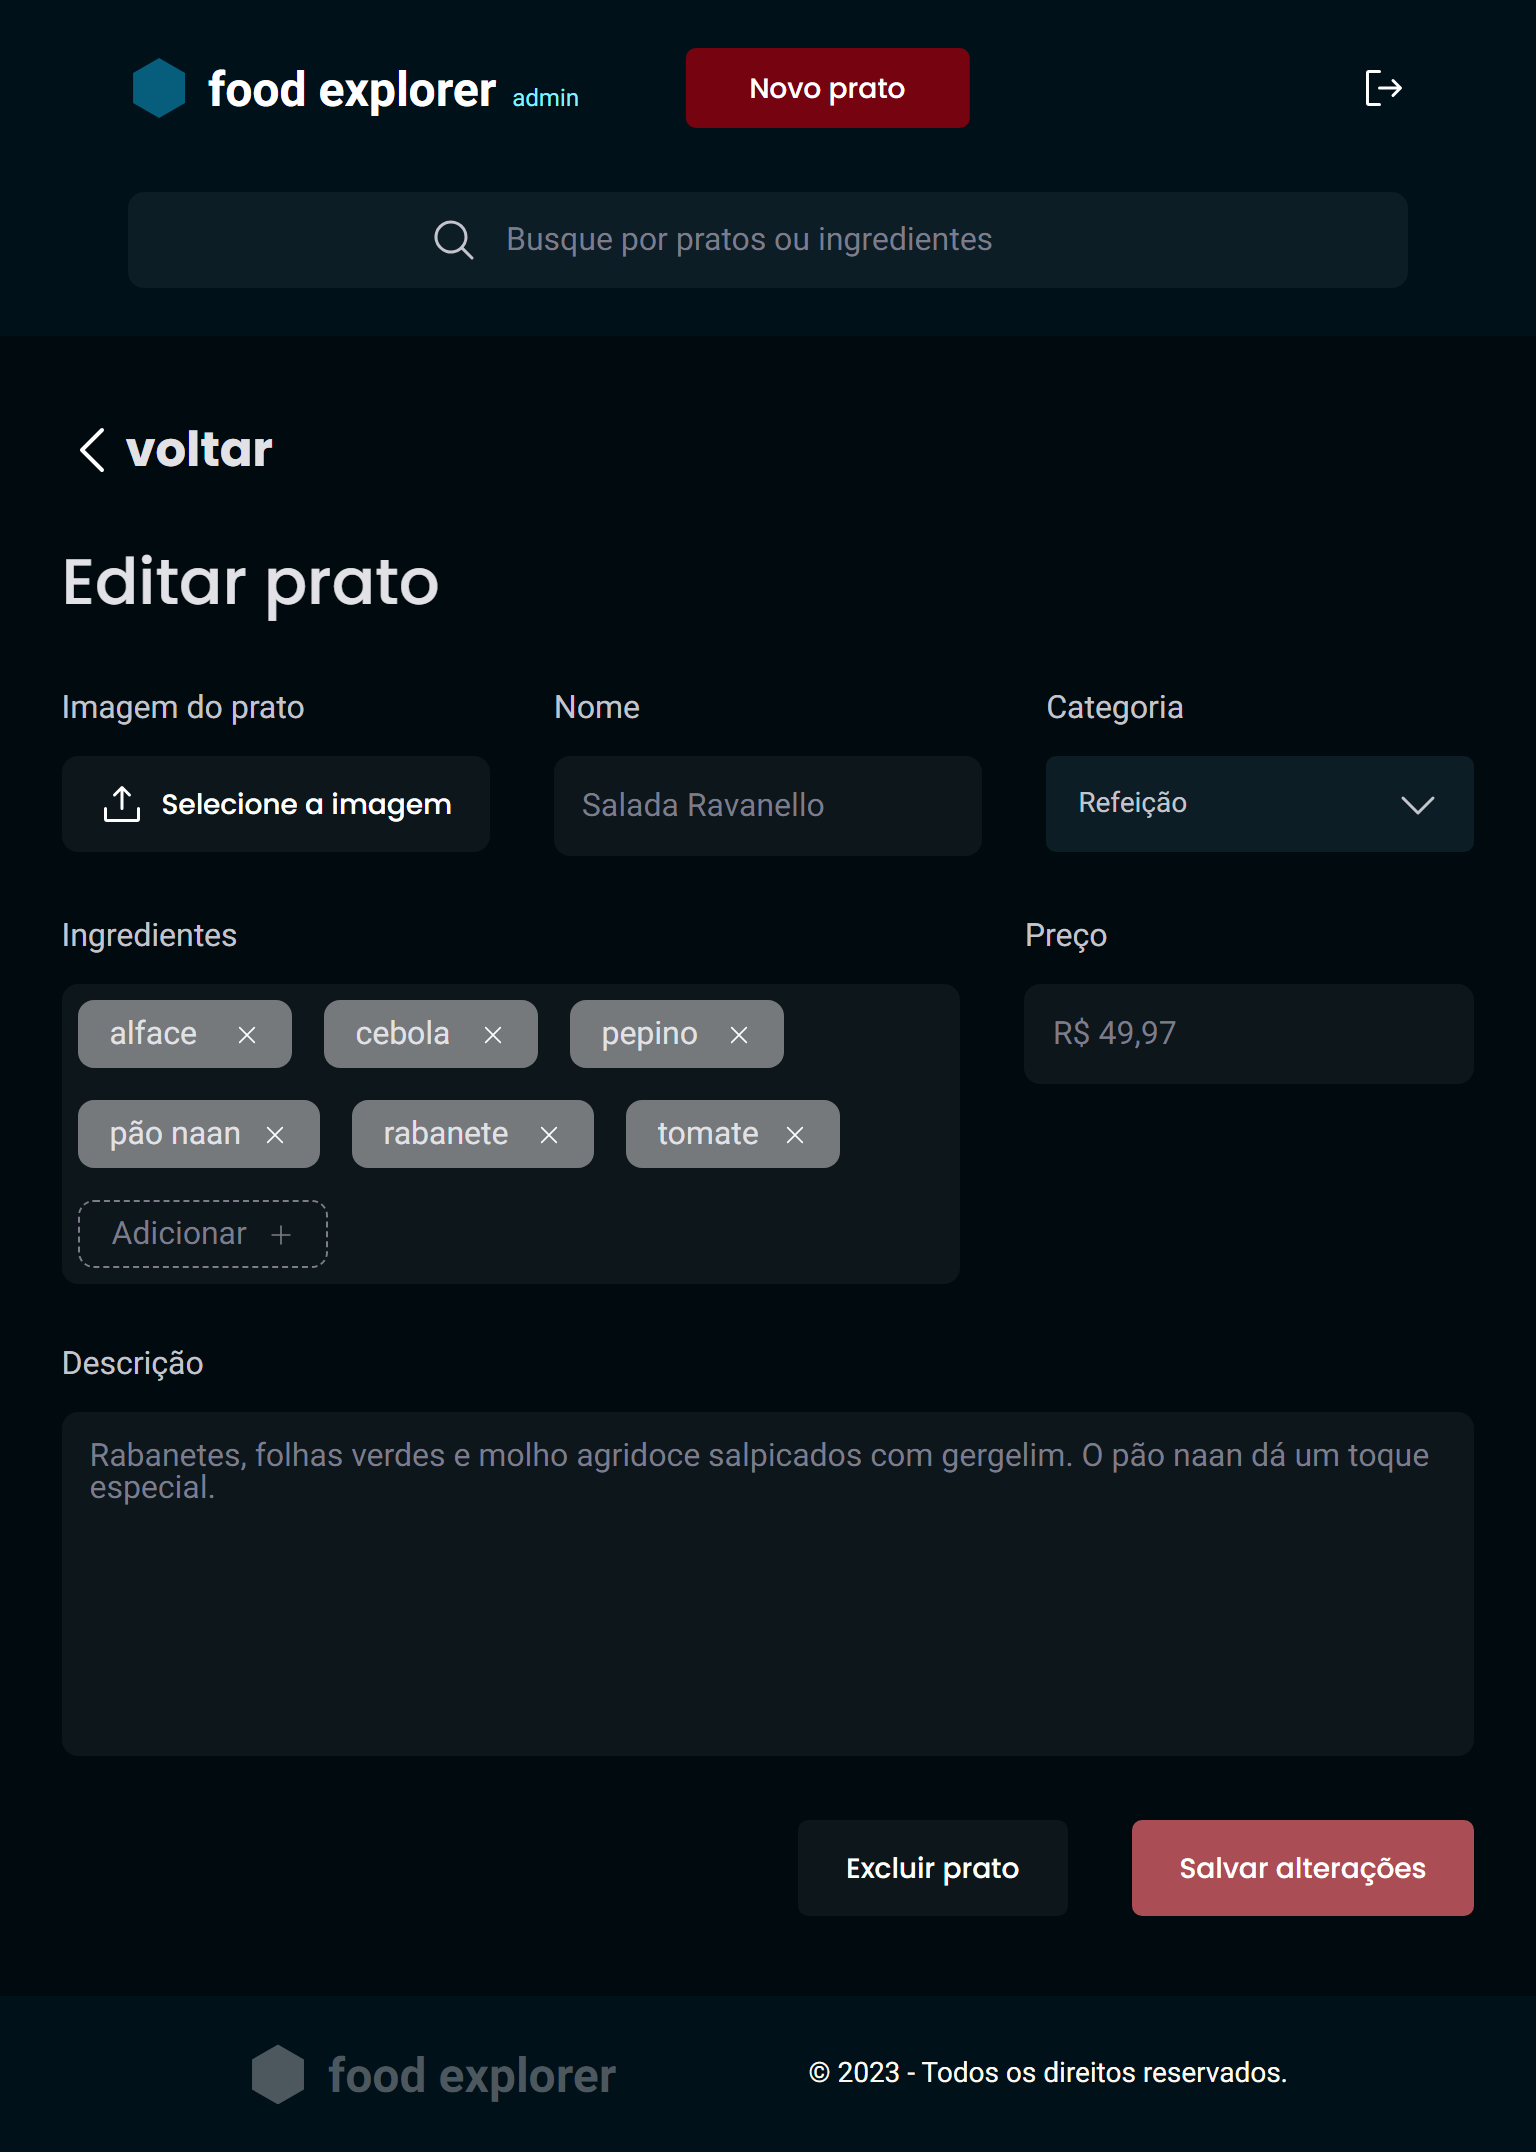 food explorer admin
Novo prato
Busque por pratos ou ingredientes
voltar
Editar prato
Imagem do prato
Selecione a imagem
Nome
Salada Ravanello
Categoria
Refeição
Ingredientes
alface
cebola
pepino
pão naan
rabanete
tomate
Adicionar
Preço
R$ 49,97
Descrição
Rabanetes, folhas verdes e molho agridoce salpicados com gergelim. O pão naan dá um toque
especial.
Excluir prato
Salvar alterações
food explorer
© 2023 - Todos os direitos reservados.